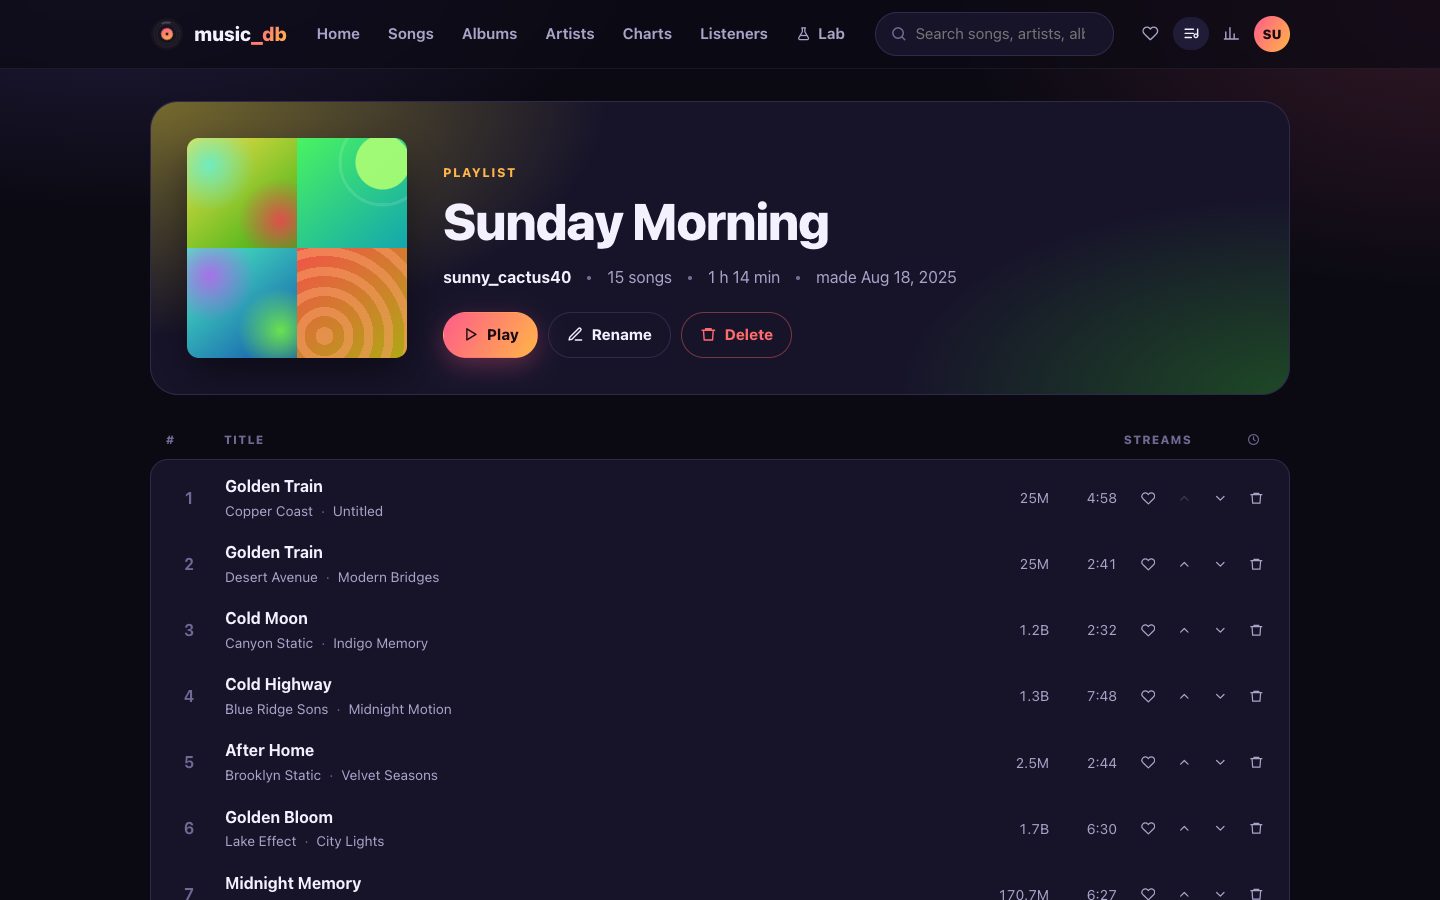 music_db Home Songs Albums Artists Charts Listeners Lab Search songs, artists, alb SU
PLAYLIST
Sunday Morning
sunny_cactus40 • 15 songs • 1 h 14 min • made Aug 18, 2025
Play Rename Delete
# TITLE STREAMS
1 Golden Train 25M 4:58
Copper Coast · Untitled
2 Golden Train 25M 2:41
Desert Avenue · Modern Bridges
3 Cold Moon 1.2B 2:32
Canyon Static · Indigo Memory
4 Cold Highway 1.3B 7:48
Blue Ridge Sons · Midnight Motion
5 After Home 2.5M 2:44
Brooklyn Static · Velvet Seasons
6 Golden Bloom 1.7B 6:30
Lake Effect · City Lights
7 Midnight Memory 170.7M 6:27